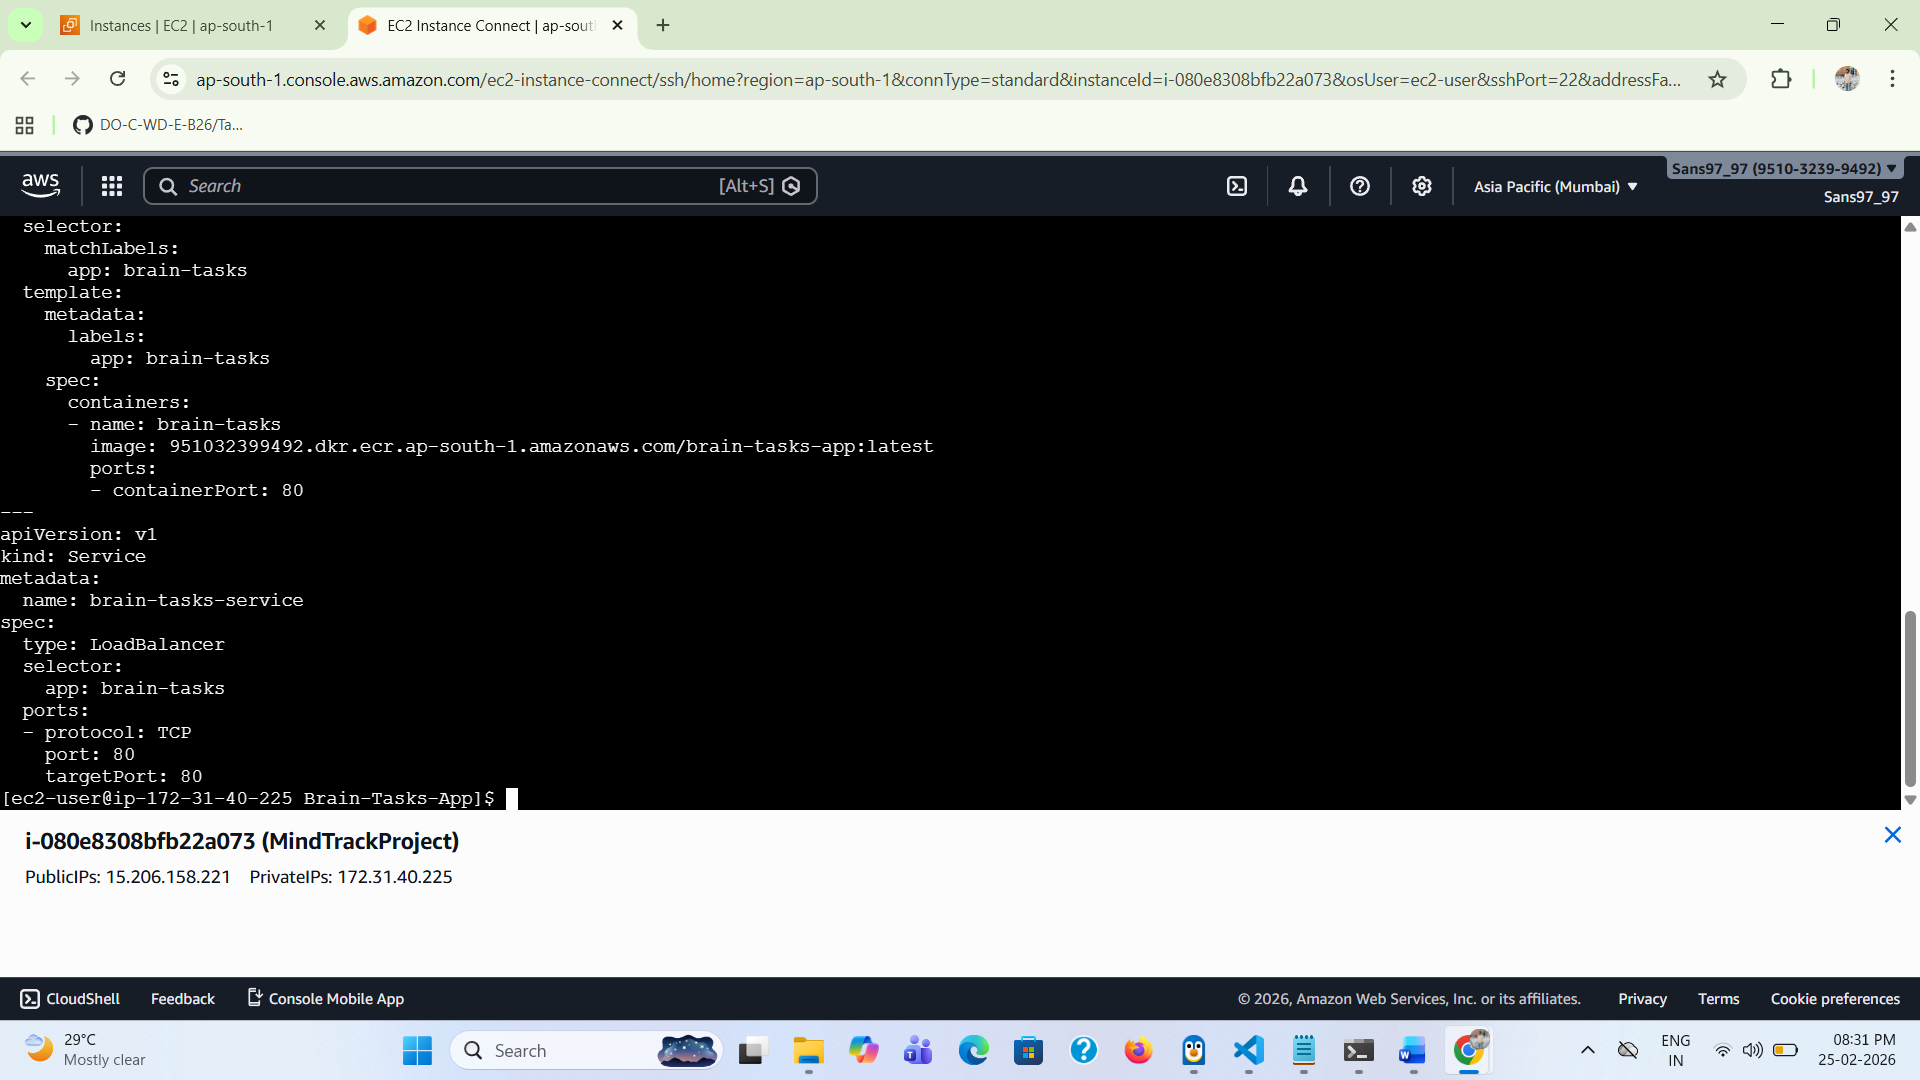 Instances | EC2 | ap-south-1
EC2 Instance Connect | ap-sout
ap-south-1.console.aws.amazon.com/ec2-instance-connect/ssh/home?region=ap-south-1&connType=standard&instanceId=i-080e8308bfb22a073&osUser=ec2-user&sshPort=22&addressFa...
DO-C-WD-E-B26/Ta...
aws
Search
[Alt+S]
Asia Pacific (Mumbai)
Sans97_97 (9510-3239-9492)
Sans97_97
  selector:
    matchLabels:
      app: brain-tasks
  template:
    metadata:
      labels:
        app: brain-tasks
    spec:
      containers:
      - name: brain-tasks
        image: 951032399492.dkr.ecr.ap-south-1.amazonaws.com/brain-tasks-app:latest
        ports:
        - containerPort: 80
---
apiVersion: v1
kind: Service
metadata:
  name: brain-tasks-service
spec:
  type: LoadBalancer
  selector:
    app: brain-tasks
  ports:
  - protocol: TCP
    port: 80
    targetPort: 80
[ec2-user@ip-172-31-40-225 Brain-Tasks-App]$
i-080e8308bfb22a073 (MindTrackProject)
PublicIPs: 15.206.158.221 PrivateIPs: 172.31.40.225
CloudShell
Feedback
Console Mobile App
© 2026, Amazon Web Services, Inc. or its affiliates.
Privacy
Terms
Cookie preferences
29°C
Mostly clear
Search
ENG
IN
08:31 PM
25-02-2026